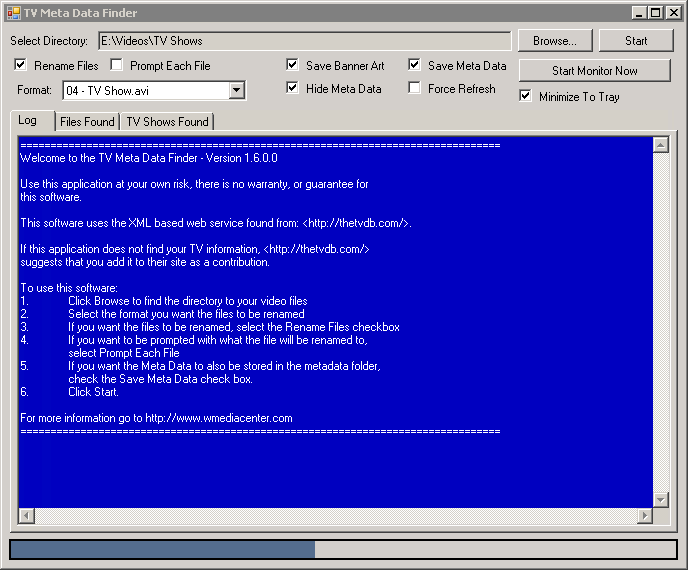 TV Meta Data Finder
Select Directory: E:\Videos\TV Shows Browse... Start
Rename Files Prompt Each File Save Banner Art Save Meta Data Start Monitor Now
Format: 04 - TV Show.avi Hide Meta Data Force Refresh Minimize To Tray
Log Files Found TV Shows Found
================================================================================
Welcome to the TV Meta Data Finder - Version 1.6.0.0
Use this application at your own risk, there is no warranty, or guarantee for
this software.
This software uses the XML based web service found from: <http://thetvdb.com/>.
If this application does not find your TV information, <http://thetvdb.com/>
suggests that you add it to their site as a contribution.
To use this software:
1. Click Browse to find the directory to your video files
2. Select the format you want the files to be renamed
3. If you want the files to be renamed, select the Rename Files checkbox
4. If you want to be prompted with what the file will be renamed to,
select Prompt Each File
5. If you want the Meta Data to also be stored in the metadata folder,
check the Save Meta Data check box.
6. Click Start.
For more information go to http://www.wmediacenter.com
================================================================================